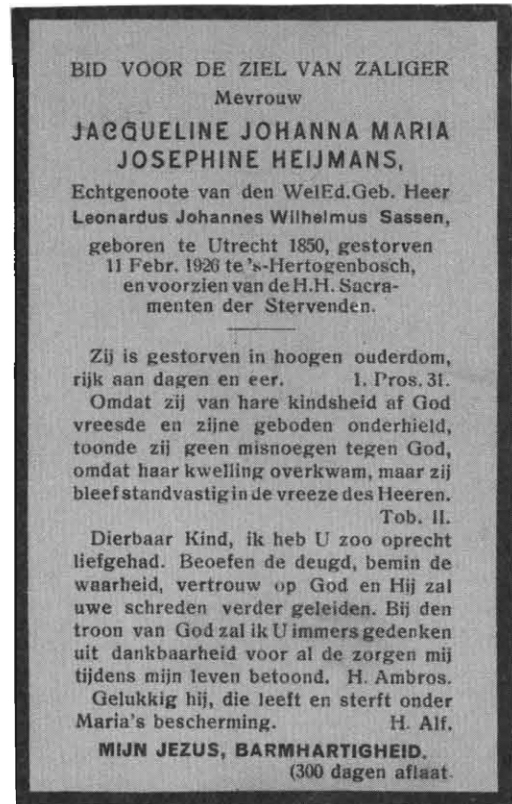 BID VOOR DE ZIEL VAN ZALIGER
Mevrouw
JACQUELINE JOHANNA MARIA
JOSEPHINE HEIJMANS,
Echtgenoote van den WelEd.Geb. Heer
Leonardus Johannes Wilhelmus Sassen,
geboren te Utrecht 1850, gestorven
11 Febr. 1926 te 's-Hertogenbosch,
en voorzien van de H.H. Sacra-
menten der Stervenden.
Zij is gestorven in hoogen ouderdom,
rijk aan dagen en eer. 1. Pros. 31.
Omdat zij van hare kindsheid af God
vreesde en zijne geboden onderhield,
toonde zij geen misnoegen tegen God,
omdat haar kwelling overkwam, maar zij
bleef standvastig in de vreeze des Heeren.
Tob. II.
Dierbaar Kind, ik heb U zoo oprecht
liefgehad. Beoefen de deugd, bemin de
waarheid, vertrouw op God en Hij zal
uwe schreden verder geleiden. Bij den
troon van God zal ik U immers gedenken
uit dankbaarheid voor al de zorgen mij
tijdens mijn leven betoond. H. Ambros.
Gelukkig hij, die leeft en sterft onder
Maria's bescherming. H. Alf.
MIJN JEZUS, BARMHARTIGHEID.
(300 dagen aflaat.